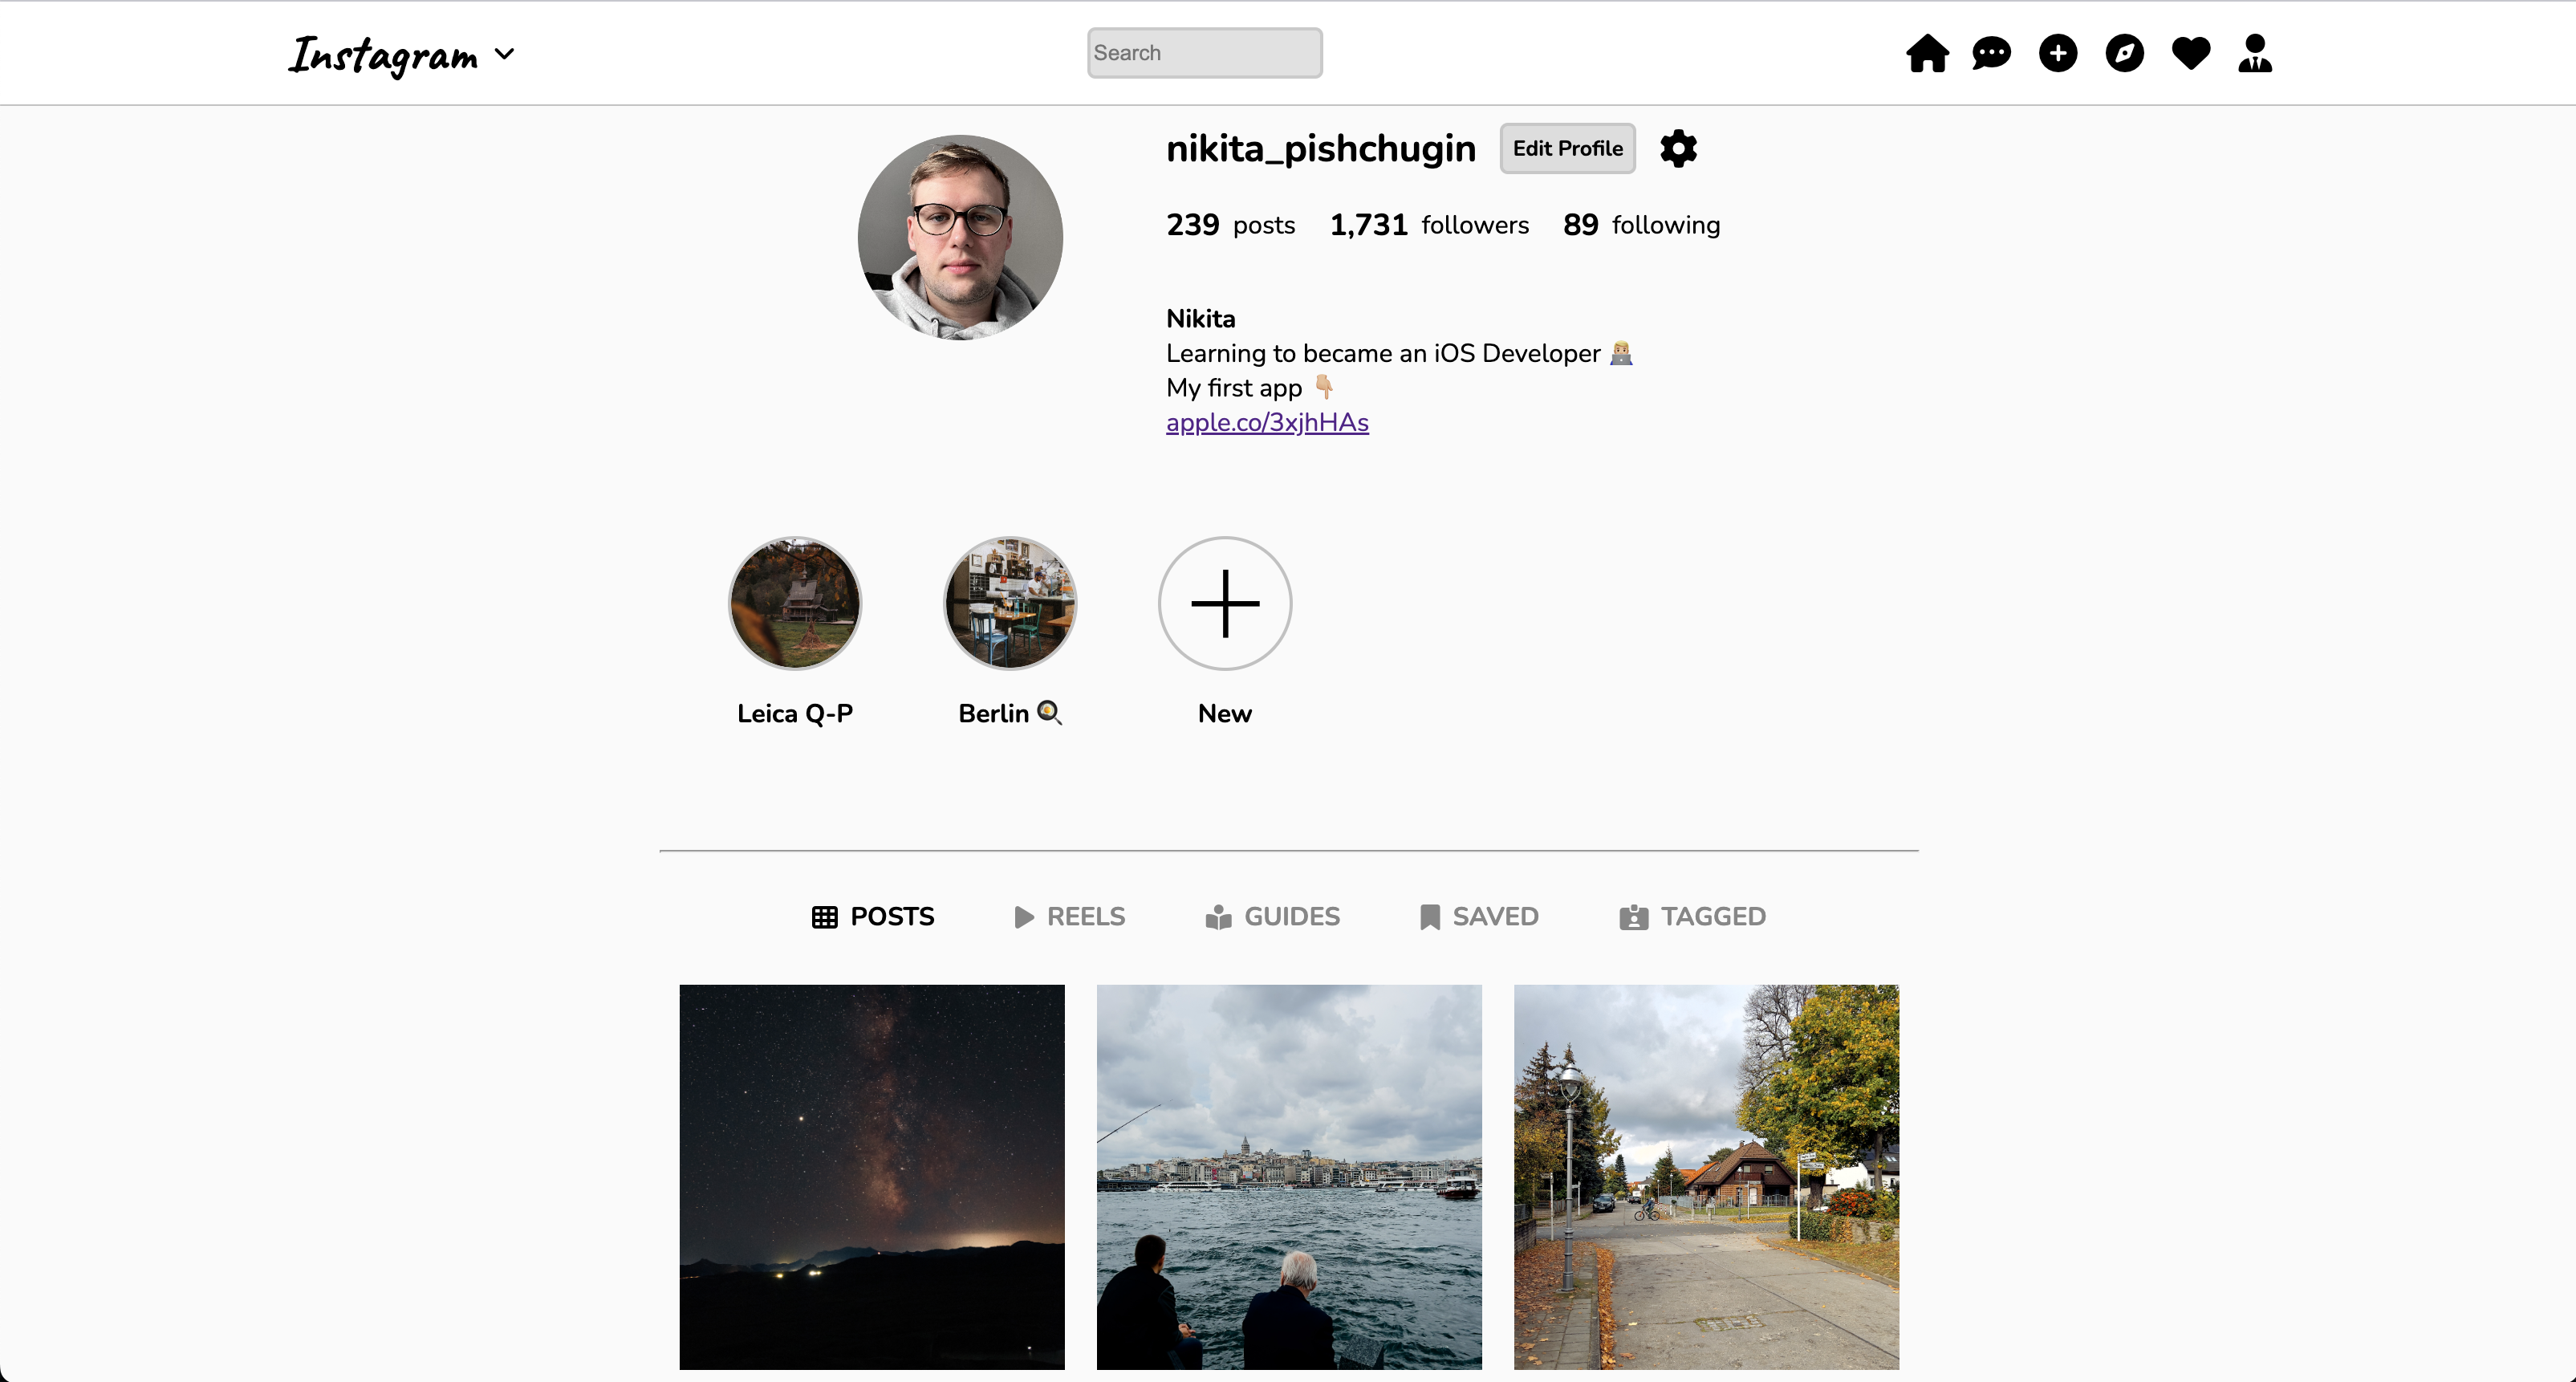 Instagram
Search
nikita_pishchugin Edit Profile
239 posts 1,731 followers 89 following
Nikita
Learning to became an iOS Developer 🧑🏼‍💻
My first app 👇🏼
apple.co/3xjhHAs
Leica Q-P Berlin 🍳 New
POSTS REELS GUIDES SAVED TAGGED